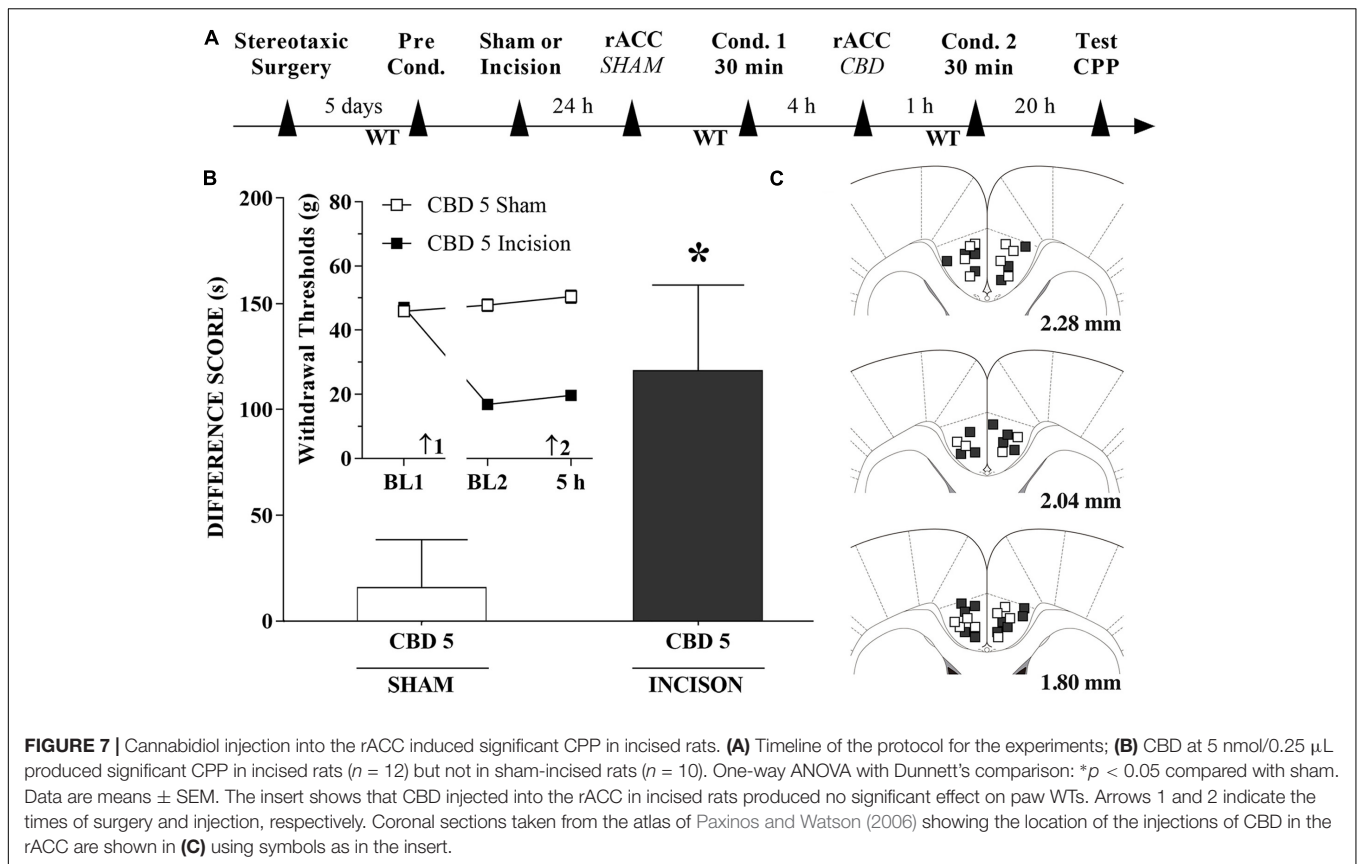 A
Stereotaxic Surgery
Pre Cond.
Sham or Incision
rACC SHAM
Cond. 1 30 min
rACC CBD
Cond. 2 30 min
Test CPP
5 days
24 h
4 h
1 h
20 h
WT
WT
WT
B
DIFFERENCE SCORE (s)
200
150
100
50
0
Withdrawal Thresholds (g)
80
60
40
20
0
CBD 5 Sham
CBD 5 Incision
↑1
↑2
BL1
BL2
5 h
*
CBD 5
SHAM
CBD 5
INCISON
C
2.28 mm
2.04 mm
1.80 mm
FIGURE 7 | Cannabidiol injection into the rACC induced significant CPP in incised rats. (A) Timeline of the protocol for the experiments; (B) CBD at 5 nmol/0.25 μL
produced significant CPP in incised rats (n = 12) but not in sham-incised rats (n = 10). One-way ANOVA with Dunnett's comparison: *p < 0.05 compared with sham.
Data are means ± SEM. The insert shows that CBD injected into the rACC in incised rats produced no significant effect on paw WTs. Arrows 1 and 2 indicate the
times of surgery and injection, respectively. Coronal sections taken from the atlas of Paxinos and Watson (2006) showing the location of the injections of CBD in the
rACC are shown in (C) using symbols as in the insert.